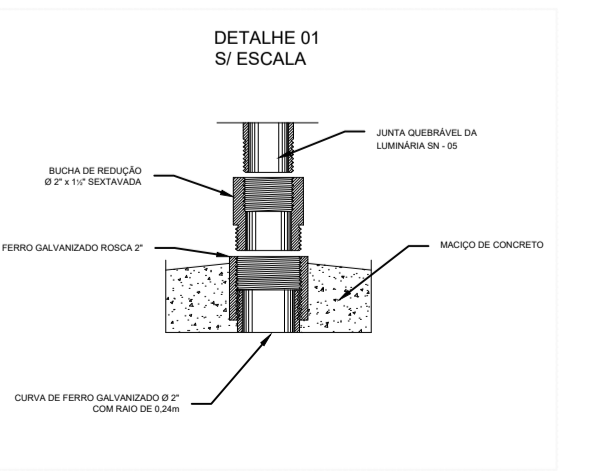 DETALHE 01
S/ ESCALA
JUNTA QUEBRÁVEL DA
LUMINÁRIA SN - 05
BUCHA DE REDUÇÃO
Ø 2" x 1½" SEXTAVADA
FERRO GALVANIZADO ROSCA 2"
MACIÇO DE CONCRETO
CURVA DE FERRO GALVANIZADO Ø 2"
COM RAIO DE 0,24m